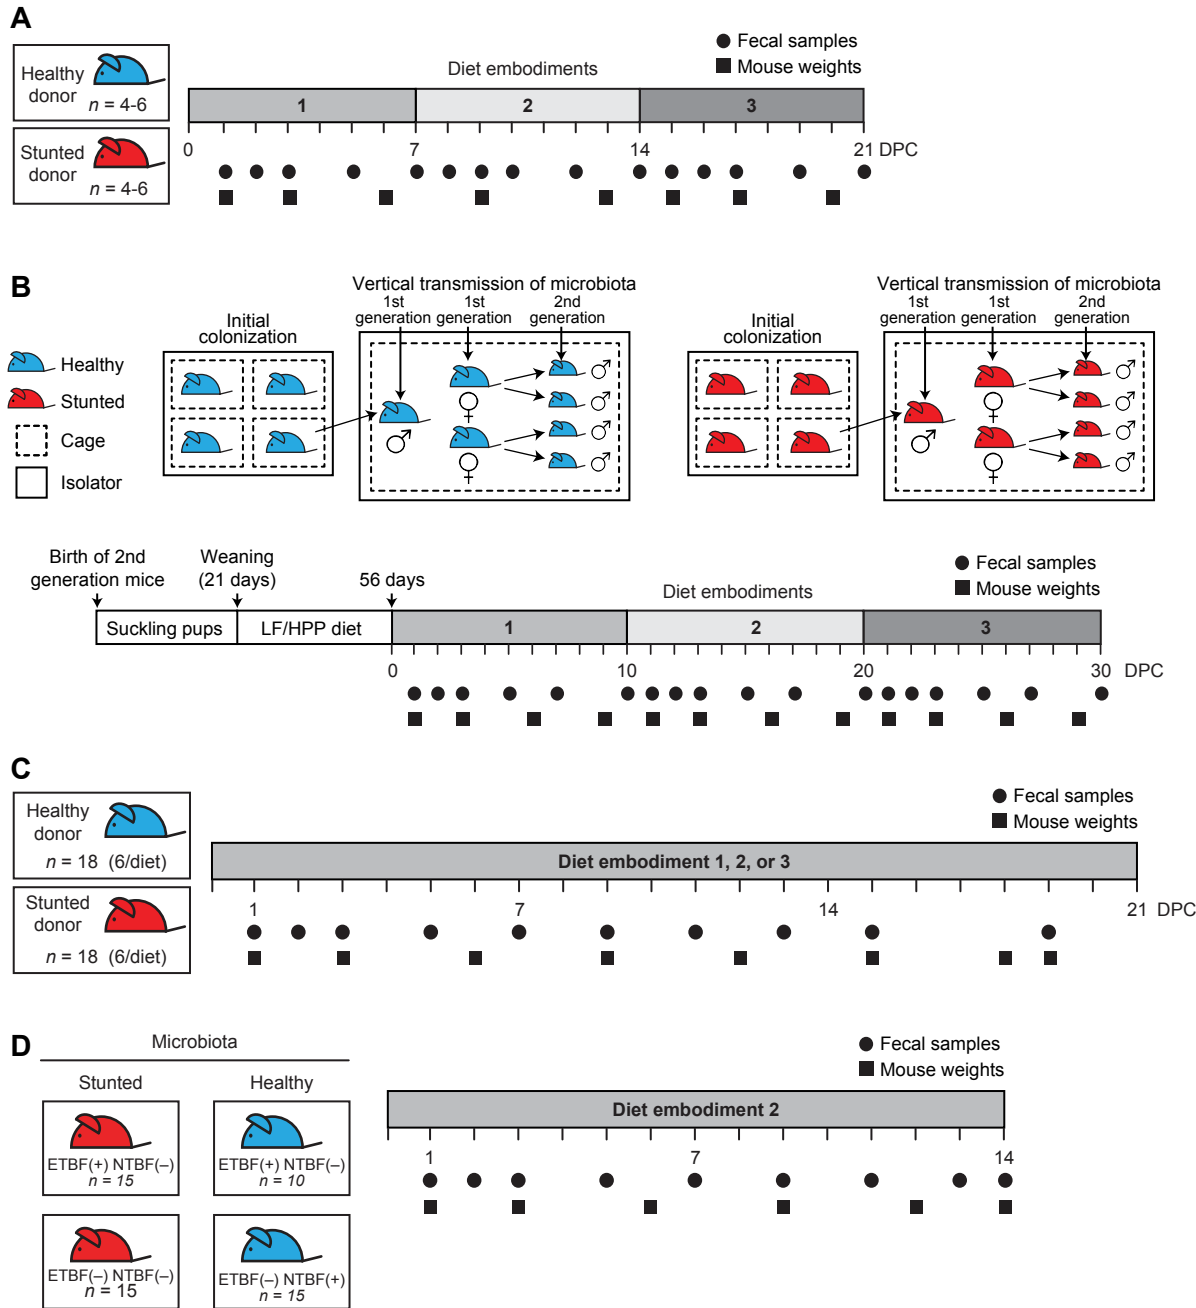 A
Healthy
donor
n = 4-6
Stunted
donor
n = 4-6
Fecal samples
Mouse weights
Diet embodiments
1 2 3
0 7 14 21 DPC
B
Healthy
Stunted
Cage
Isolator
Initial
colonization
Vertical transmission of microbiota
1st
generation
1st
generation
2nd
generation
♂ ♀ ♀ ♂ ♂ ♂ ♂
Initial
colonization
Vertical transmission of microbiota
1st
generation
1st
generation
2nd
generation
♂ ♀ ♀ ♂ ♂ ♂ ♂
Birth of 2nd
generation mice
Weaning
(21 days)
56 days
Fecal samples
Mouse weights
Diet embodiments
Suckling pups LF/HPP diet 1 2 3
0 10 20 30 DPC
C
Healthy
donor
n = 18 (6/diet)
Stunted
donor
n = 18 (6/diet)
Fecal samples
Mouse weights
Diet embodiment 1, 2, or 3
1 7 14 21 DPC
D
Microbiota
Stunted Healthy
ETBF(+) NTBF(–)
n = 15
ETBF(+) NTBF(–)
n = 10
ETBF(–) NTBF(–)
n = 15
ETBF(–) NTBF(+)
n = 15
Fecal samples
Mouse weights
Diet embodiment 2
1 7 14